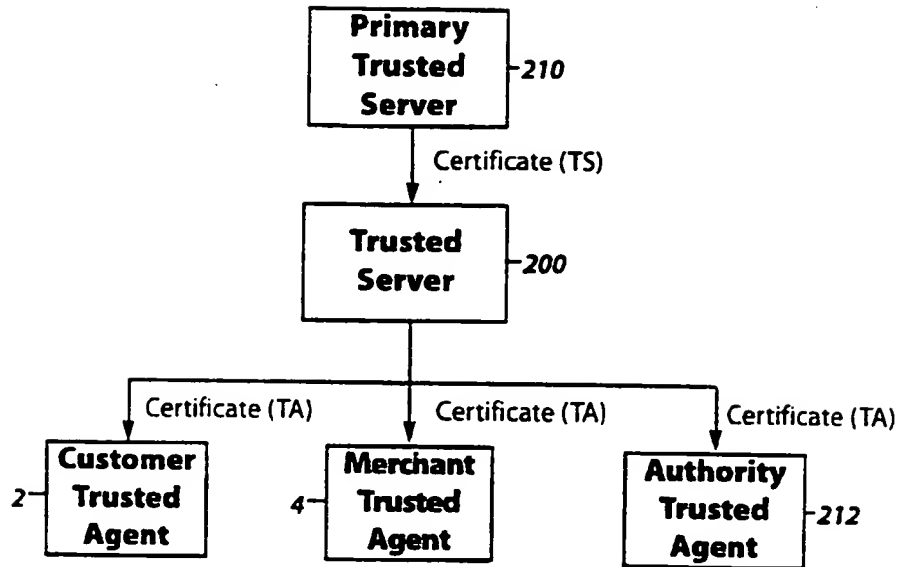 Primary
Trusted
Server
210
Certificate (TS)
Trusted
Server
200
Certificate (TA)
Certificate (TA)
Certificate (TA)
Customer
Trusted
Agent
2
Merchant
Trusted
Agent
4
Authority
Trusted
Agent
212